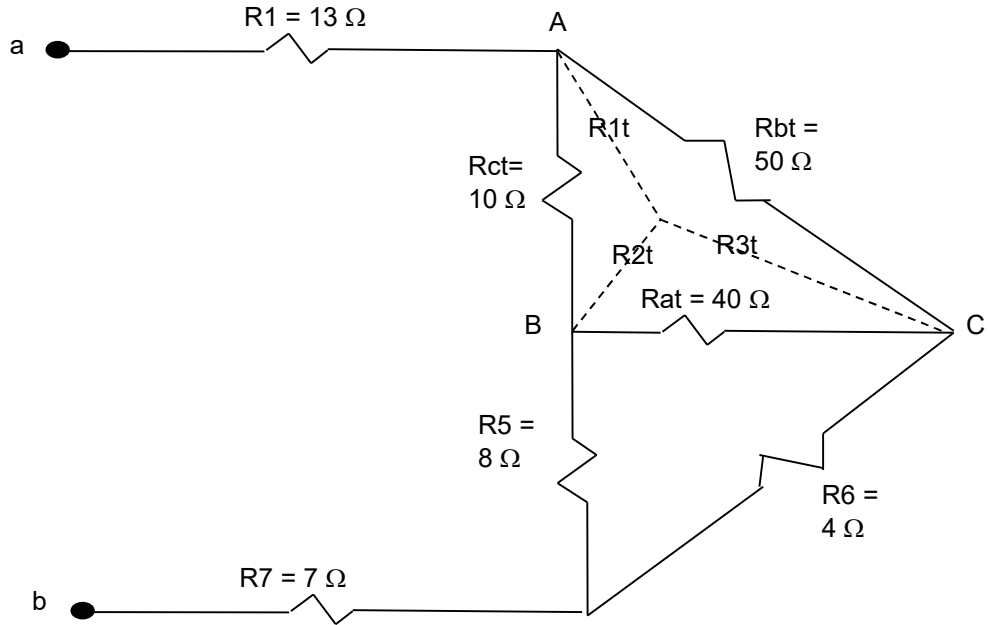 R1 = 13 Ω
A
a
R1t
Rbt =
50 Ω
Rct=
10 Ω
R2t
R3t
Rat = 40 Ω
B
C
R5 =
8 Ω
R6 =
4 Ω
R7 = 7 Ω
b